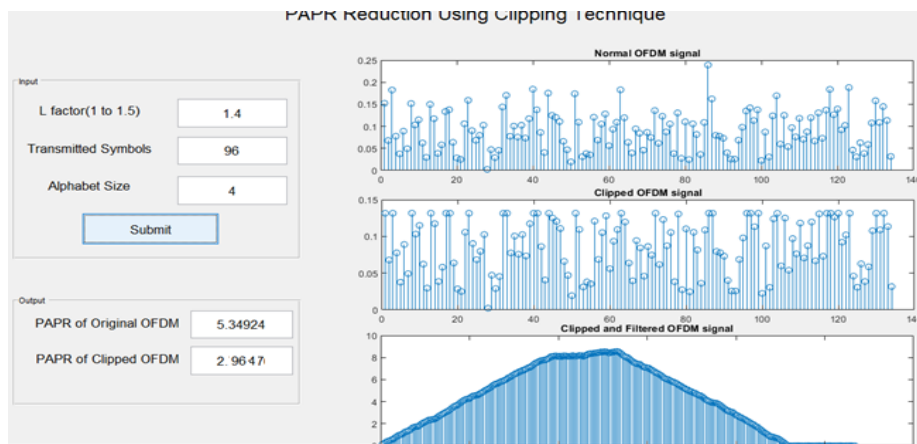 PAPR Reduction Using Clipping Technique
Input
L factor(1 to 1.5)
1.4
Transmitted Symbols
96
Alphabet Size
4
Submit
Output
PAPR of Original OFDM
5.34924
PAPR of Clipped OFDM
2.9647
Normal OFDM signal
0.25
0.2
0.15
0.1
0.05
0
0 20 40 60 80 100 120 140
Clipped OFDM signal
0.15
0.1
0.05
0
0 20 40 60 80 100 120 140
Clipped and Filtered OFDM signal
10
8
6
4
2